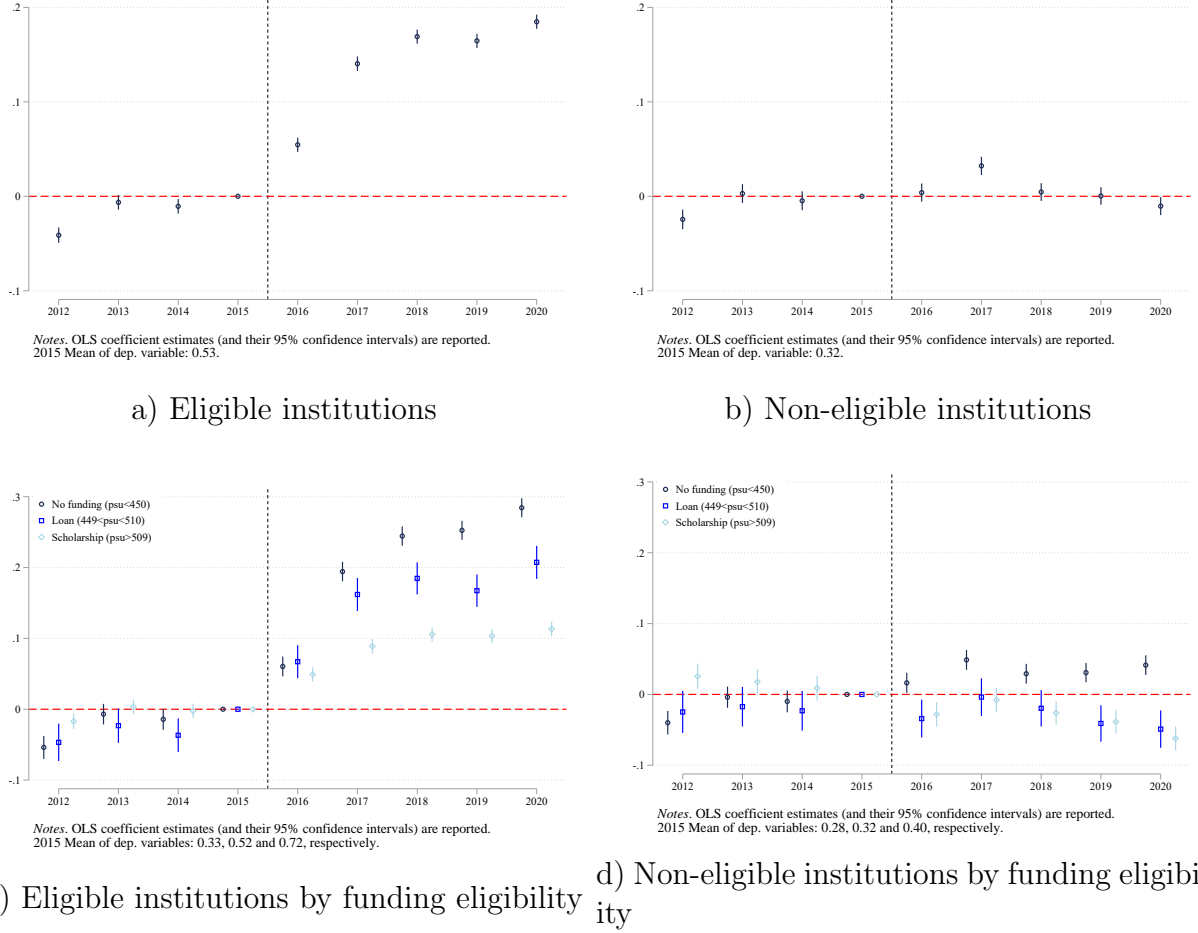 .2
.1
0
-.1
2012 2013 2014 2015 2016 2017 2018 2019 2020
Notes. OLS coefficient estimates (and their 95% confidence intervals) are reported.
2015 Mean of dep. variable: 0.53.
a) Eligible institutions
.2
.1
0
-.1
2012 2013 2014 2015 2016 2017 2018 2019 2020
Notes. OLS coefficient estimates (and their 95% confidence intervals) are reported.
2015 Mean of dep. variable: 0.32.
b) Non-eligible institutions
.3
.2
.1
0
-.1
No funding (psu<450)
Loan (449<psu<510)
Scholarship (psu>509)
2012 2013 2014 2015 2016 2017 2018 2019 2020
Notes. OLS coefficient estimates (and their 95% confidence intervals) are reported.
2015 Mean of dep. variables: 0.33, 0.52 and 0.72, respectively.
) Eligible institutions by funding eligibility
.3
.2
.1
0
-.1
No funding (psu<450)
Loan (449<psu<510)
Scholarship (psu>509)
2012 2013 2014 2015 2016 2017 2018 2019 2020
Notes. OLS coefficient estimates (and their 95% confidence intervals) are reported.
2015 Mean of dep. variables: 0.28, 0.32 and 0.40, respectively.
d) Non-eligible institutions by funding eligibi
ity